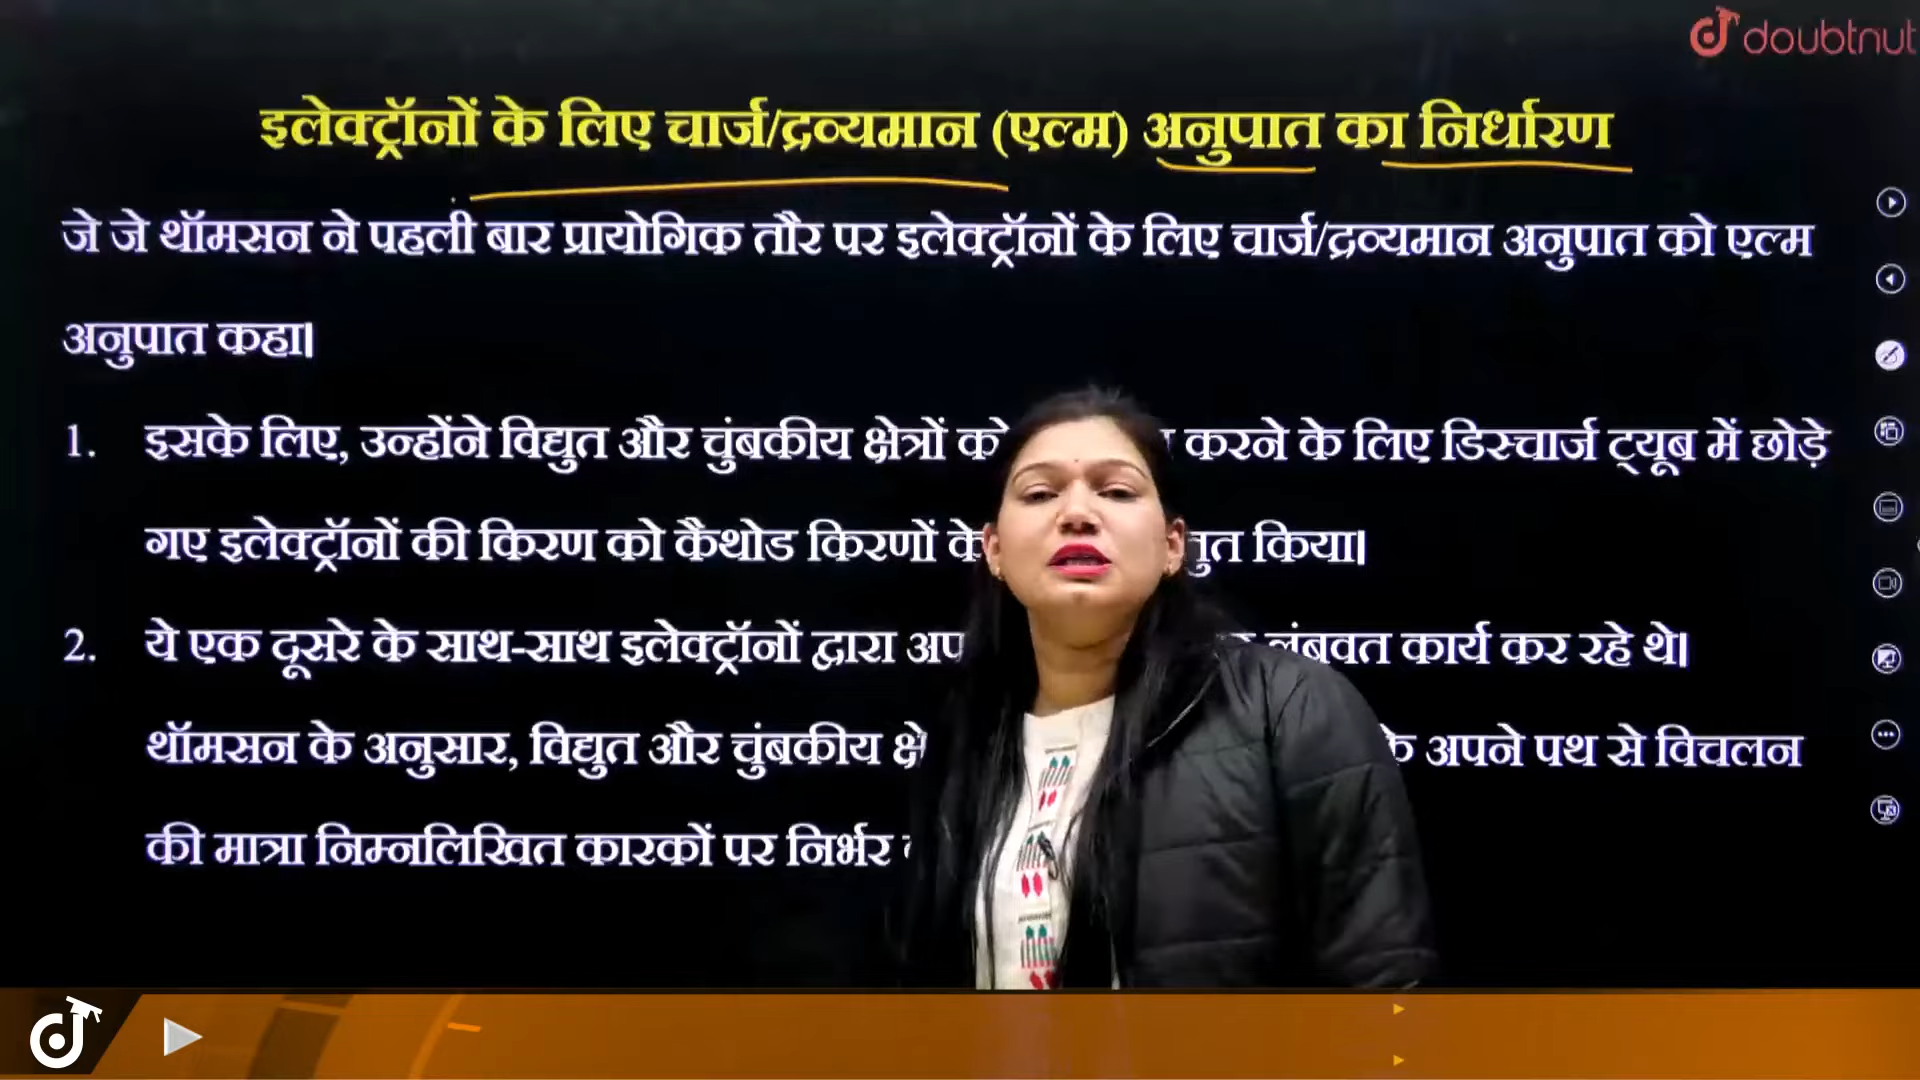 doubtnut
इलेक्ट्रॉनों के लिए चार्ज/द्रव्यमान (एल्म) अनुपात का निर्धारण
जे जे थॉमसन ने पहली बार प्रायोगिक तौर पर इलेक्ट्रॉनों के लिए चार्ज/द्रव्यमान अनुपात को एल्म
अनुपात कहा।
1. इसके लिए, उन्होंने विद्युत और चुंबकीय क्षेत्रों को करने के लिए डिस्चार्ज ट्यूब में छोड़े
गए इलेक्ट्रॉनों की किरण को कैथोड किरणों के किया।
2. ये एक दूसरे के साथ-साथ इलेक्ट्रॉनों द्वारा लंबवत कार्य कर रहे थे।
थॉमसन के अनुसार, विद्युत और चुंबकीय के अपने पथ से विचलन
की मात्रा निम्नलिखित कारकों पर निर्भर